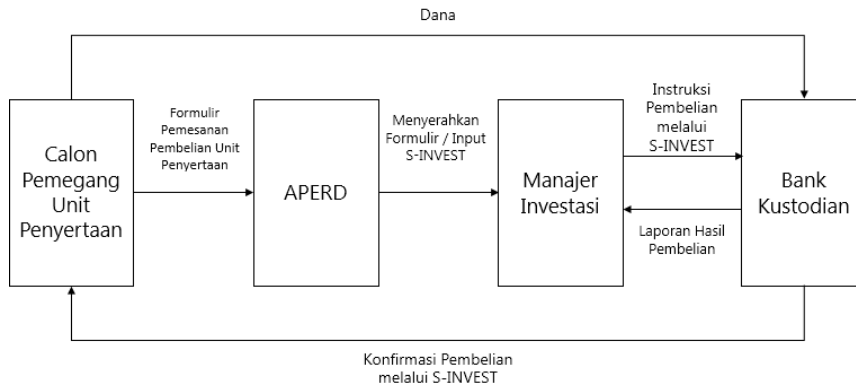 Dana
Calon
Pemegang
Unit
Penyertaan
Formulir
Pemesanan
Pembelian Unit
Penyertaan
APERD
Menyerahkan
Formulir / Input
S-INVEST
Manajer
Investasi
Instruksi
Pembelian
melalui
S-INVEST
Laporan Hasil
Pembelian
Bank
Kustodian
Konfirmasi Pembelian
melalui S-INVEST